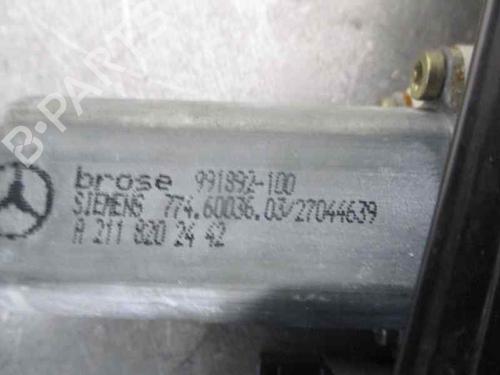 B-PARTS
brose 991892-100
SIEMENS 774.60036.03/27044639
A 211 820 24 42